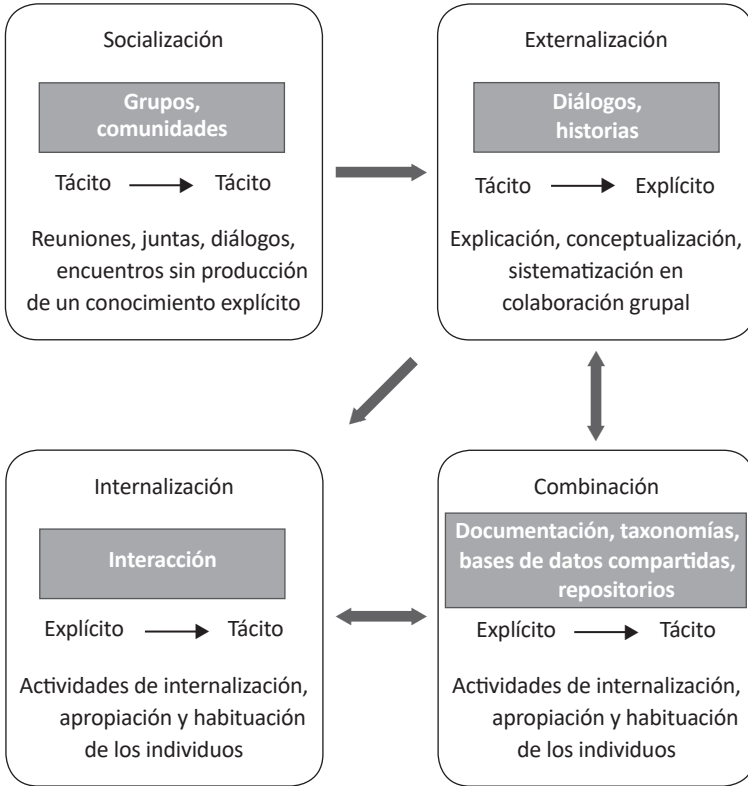 Socialización
Grupos,
comunidades
Tácito Tácito
Reuniones, juntas, diálogos,
encuentros sin producción
de un conocimiento explícito
Externalización
Diálogos,
historias
Tácito Explícito
Explicación, conceptualización,
sistematización en
colaboración grupal
Internalización
Interacción
Explícito Tácito
Actividades de internalización,
apropiación y habituación
de los individuos
Combinación
Documentación, taxonomías,
bases de datos compartidas,
repositorios
Explícito Tácito
Actividades de internalización,
apropiación y habituación
de los individuos